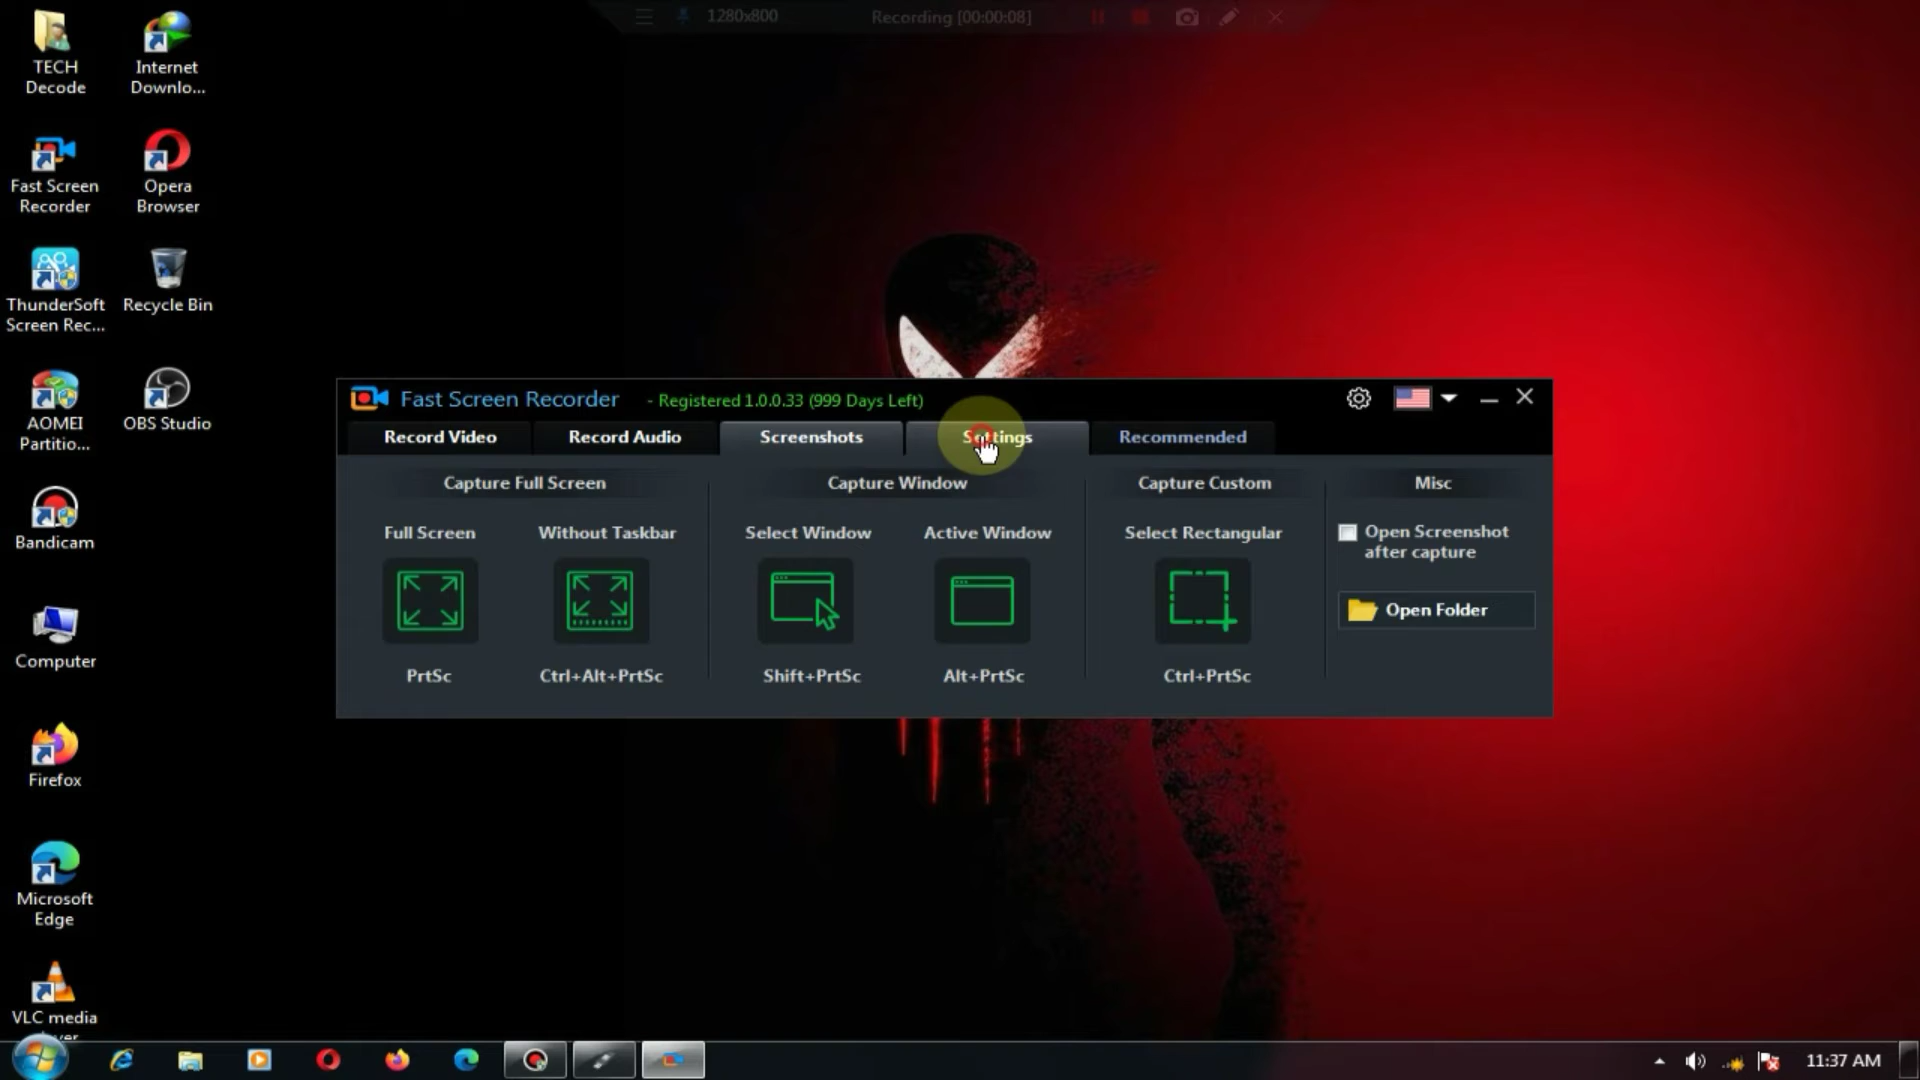 1280x800
Recording [00:00:08]
TECH
Decode
Internet
Downlo...
Fast Screen
Recorder
Opera
Browser
ThunderSoft
Screen Rec...
Recycle Bin
AOMEI
Partitio...
OBS Studio
Bandicam
Computer
Firefox
Microsoft
Edge
VLC media
Fast Screen Recorder - Registered 1.0.0.33 (999 Days Left)
Record Video
Record Audio
Screenshots
Settings
Recommended
Capture Full Screen
Capture Window
Capture Custom
Misc
Full Screen
Without Taskbar
Select Window
Active Window
Select Rectangular
Open Screenshot
after capture
Open Folder
PrtSc
Ctrl+Alt+PrtSc
Shift+PrtSc
Alt+PrtSc
Ctrl+PrtSc
11:37 AM